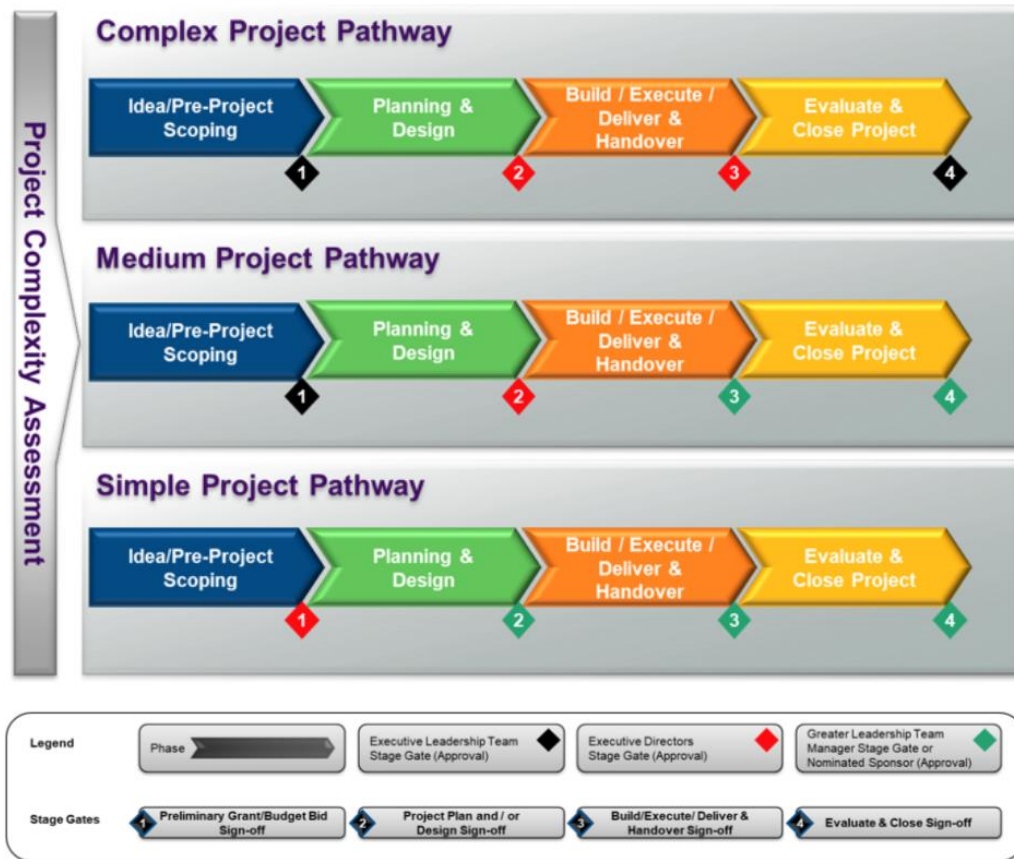 Project Complexity Assessment
Complex Project Pathway
Idea/Pre-Project
Scoping
Planning &
Design
Build / Execute /
Deliver &
Handover
Evaluate &
Close Project
1
2
3
4
Medium Project Pathway
Idea/Pre-Project
Scoping
Planning &
Design
Build / Execute /
Deliver &
Handover
Evaluate &
Close Project
1
2
3
4
Simple Project Pathway
Idea/Pre-Project
Scoping
Planning &
Design
Build / Execute /
Deliver &
Handover
Evaluate &
Close Project
1
2
3
4
Legend
Phase
Executive Leadership Team
Stage Gate (Approval)
Executive Directors
Stage Gate (Approval)
Greater Leadership Team
Manager Stage Gate or
Nominated Sponsor (Approval)
Stage Gates
1
Preliminary Grant/Budget Bid
Sign-off
2
Project Plan and / or
Design Sign-off
3
Build/Execute/ Deliver &
Handover Sign-off
4
Evaluate & Close Sign-off